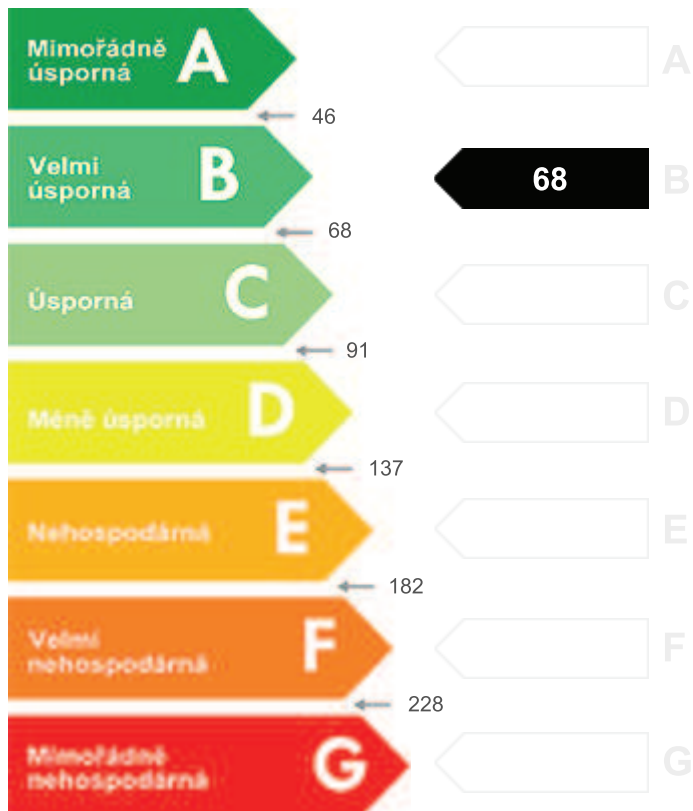 Mimořádně
úsporná
A
A
46
Velmi
úsporná
B
68
B
68
Úsporná
C
C
91
Méně úsporná
D
D
137
Nehospodárná
E
E
182
Velmi
nehospodárná
F
F
228
Mimořádně
nehospodárná
G
G